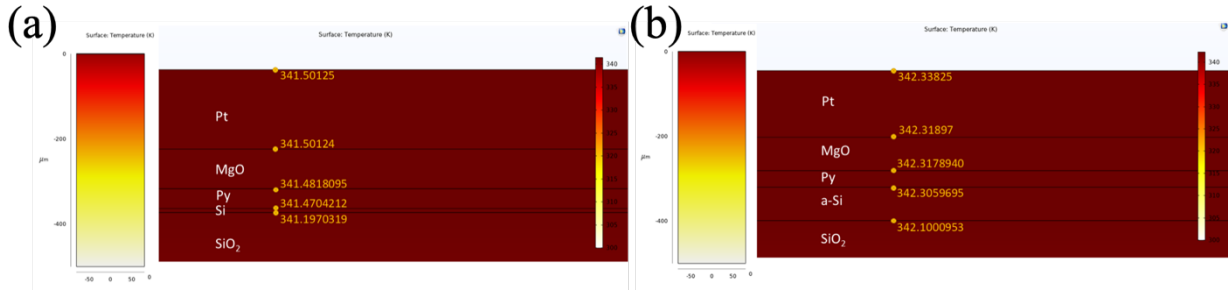 (a)
Surface: Temperature (K)
Surface: Temperature (K)
0
-200
μm
-400
-50 0 50 0
341.50125
Pt
341.50124
MgO
341.4818095
Py
341.4704212
Si
341.1970319
SiO2
340
(b)
Surface: Temperature (K)
Surface: Temperature (K)
0
-200
μm
-400
-50 0 50 0
342.33825
Pt
342.31897
MgO
342.3178940
Py
342.3059695
a-Si
342.1000953
SiO2
340